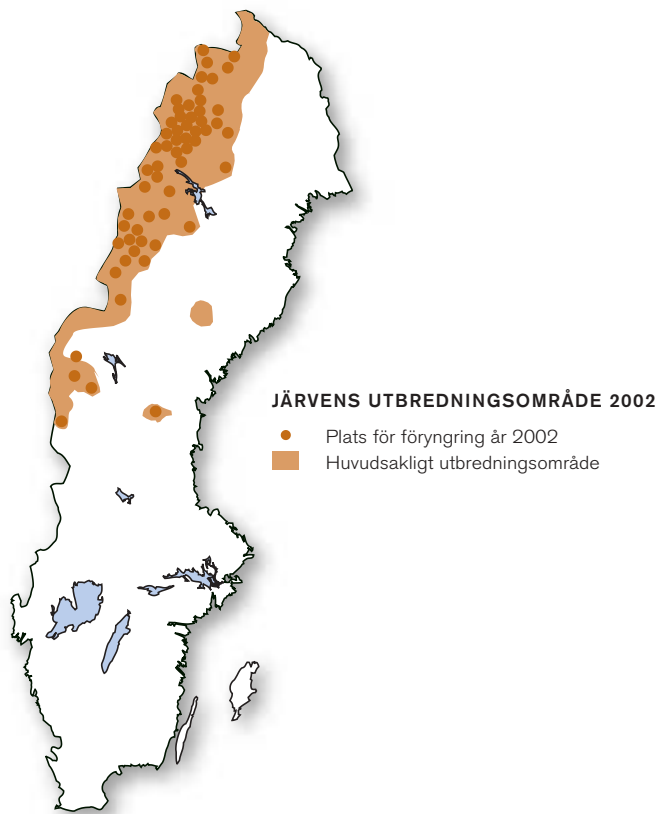 JÄRVENS UTBREDNINGSOMRÅDE 2002
Plats för föryngring år 2002
Huvudsakligt utbredningsområde